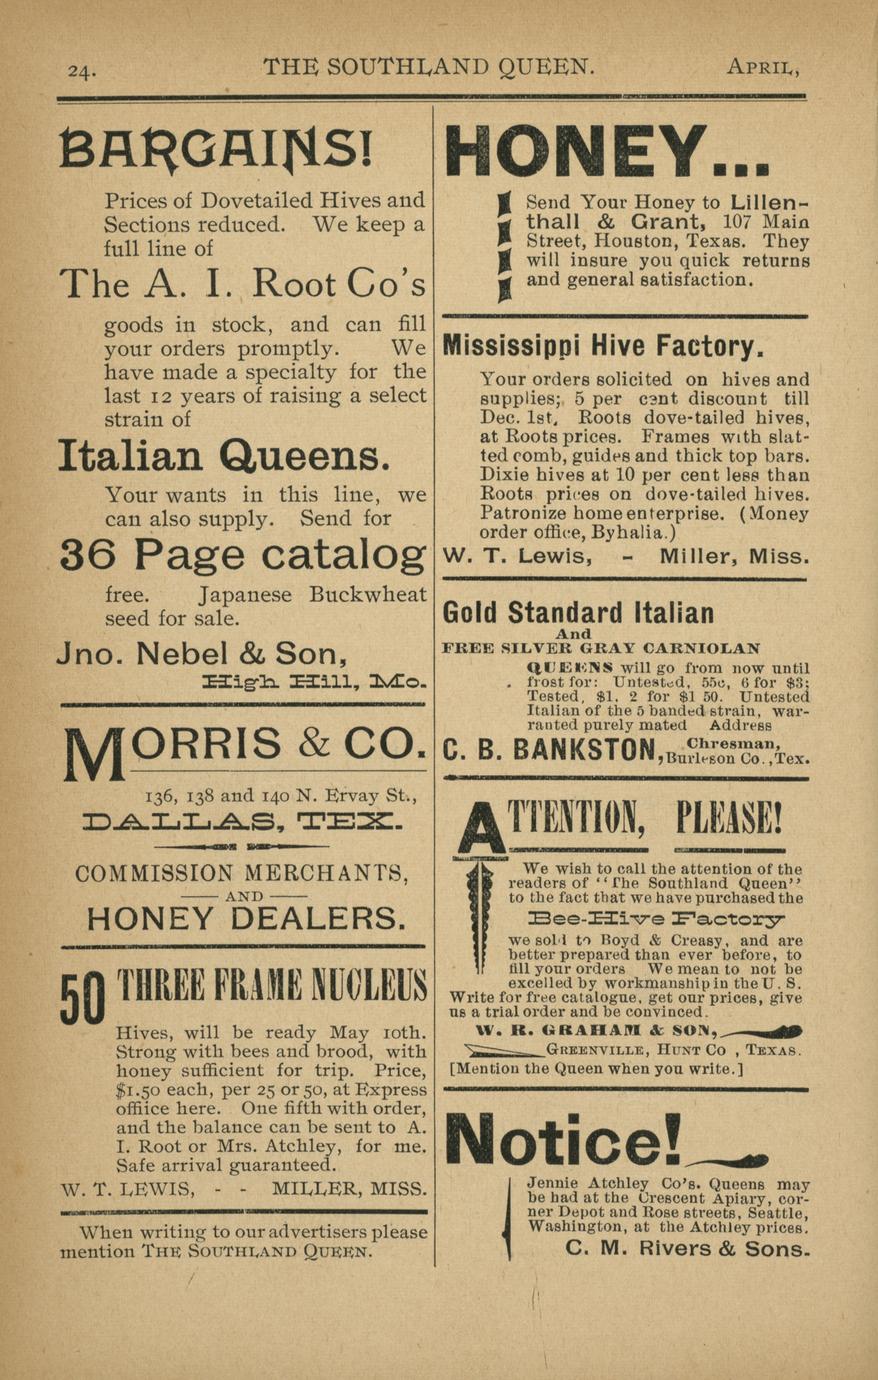 24. THE SOUTHLAND QUEEN. APRIL,
BARGAINS!
Prices of Dovetailed Hives and
Sections reduced. We keep a
full line of
The A. I. Root Co's
goods in stock, and can fill
your orders promptly. We
have made a specialty for the
last 12 years of raising a select
strain of
Italian Queens.
Your wants in this line, we
can also supply. Send for
36 Page catalog
free. Japanese Buckwheat
seed for sale.
Jno. Nebel & Son,
High Hill, Mo.
MORRIS & CO.
136, 138 and 140 N. Ervay St.,
DALLAS, TEX.
COMMISSION MERCHANTS,
AND
HONEY DEALERS.
50 THREE FRAME NUCLEUS
Hives, will be ready May 10th.
Strong with bees and brood, with
honey sufficient for trip. Price,
$1.50 each, per 25 or 50, at Express
offiice here. One fifth with order,
and the balance can be sent to A.
I. Root or Mrs. Atchley, for me.
Safe arrival guaranteed.
W. T. LEWIS, - - MILLER, MISS.
When writing to our advertisers please
mention THE SOUTHLAND QUEEN.
HONEY...
Send Your Honey to Lillen-
thall & Grant, 107 Main
Street, Houston, Texas. They
will insure you quick returns
and general satisfaction.
Mississippi Hive Factory.
Your orders solicited on hives and
supplies; 5 per cent discount till
Dec. 1st, Roots dove-tailed hives,
at Roots prices. Frames with slat-
ted comb, guides and thick top bars.
Dixie hives at 10 per cent less than
Roots prices on dove-tailed hives.
Patronize home enterprise. (Money
order office, Byhalia.)
W. T. Lewis, - Miller, Miss.
Gold Standard Italian
And
FREE SILVER GRAY CARNIOLAN
QUEENS will go from now until
frost for: Untested, 55c, 6 for $3;
Tested, $1, 2 for $1 50. Untested
Italian of the 5 banded strain, war-
ranted purely mated Address
C. B. BANKSTON, Chresman,
Burleson Co., Tex.
ATTENTION, PLEASE!
We wish to call the attention of the
readers of "The Southland Queen"
to the fact that we have purchased the
Bee-Hive Factory
we sold to Boyd & Creasy, and are
better prepared than ever before, to
fill your orders We mean to not be
excelled by workmanship in the U. S.
Write for free catalogue, get our prices, give
us a trial order and be convinced.
W. R. GRAHAM & SON,
GREENVILLE, HUNT CO , TEXAS.
[Mention the Queen when you write.]
Notice!
Jennie Atchley Co's. Queens may
be had at the Crescent Apiary, cor-
ner Depot and Rose streets, Seattle,
Washington, at the Atchley prices.
C. M. Rivers & Sons.